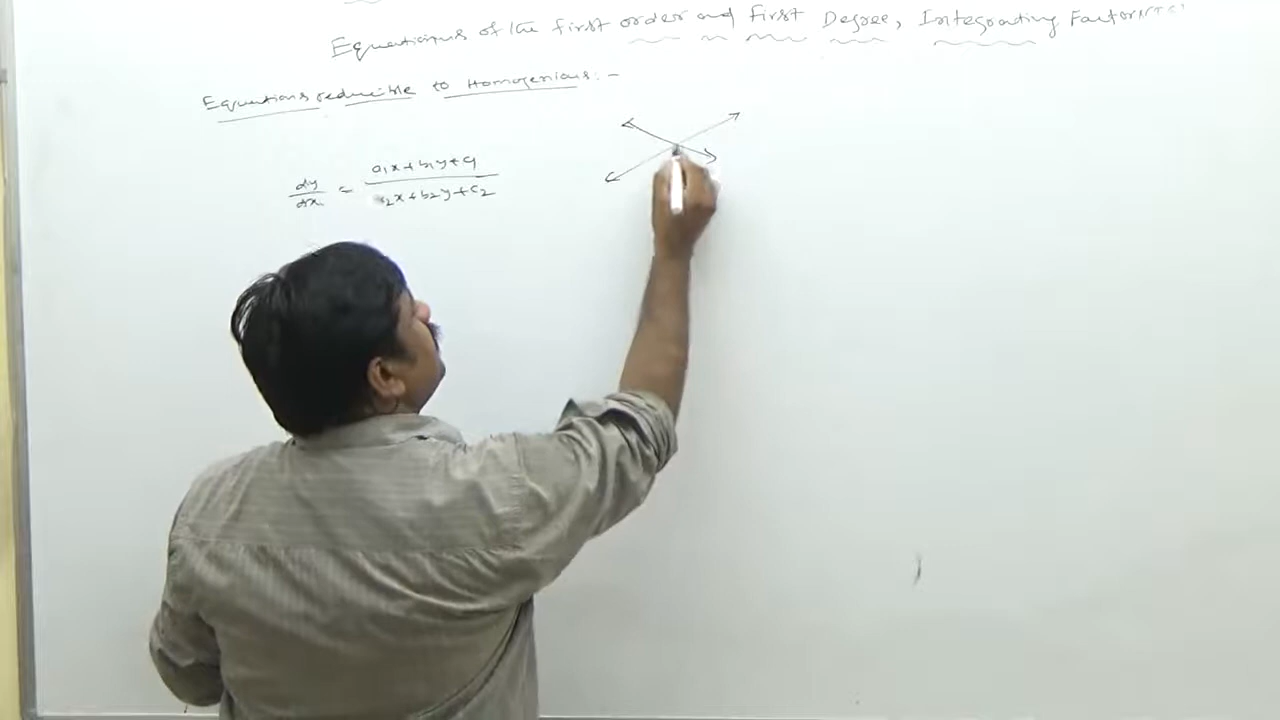 Equations of the first order and First Degree, Integrating Factor
Equations reducible to Homogenious: -
dy/dx = a1x+b1y+c1 / a2x+b2y+c2